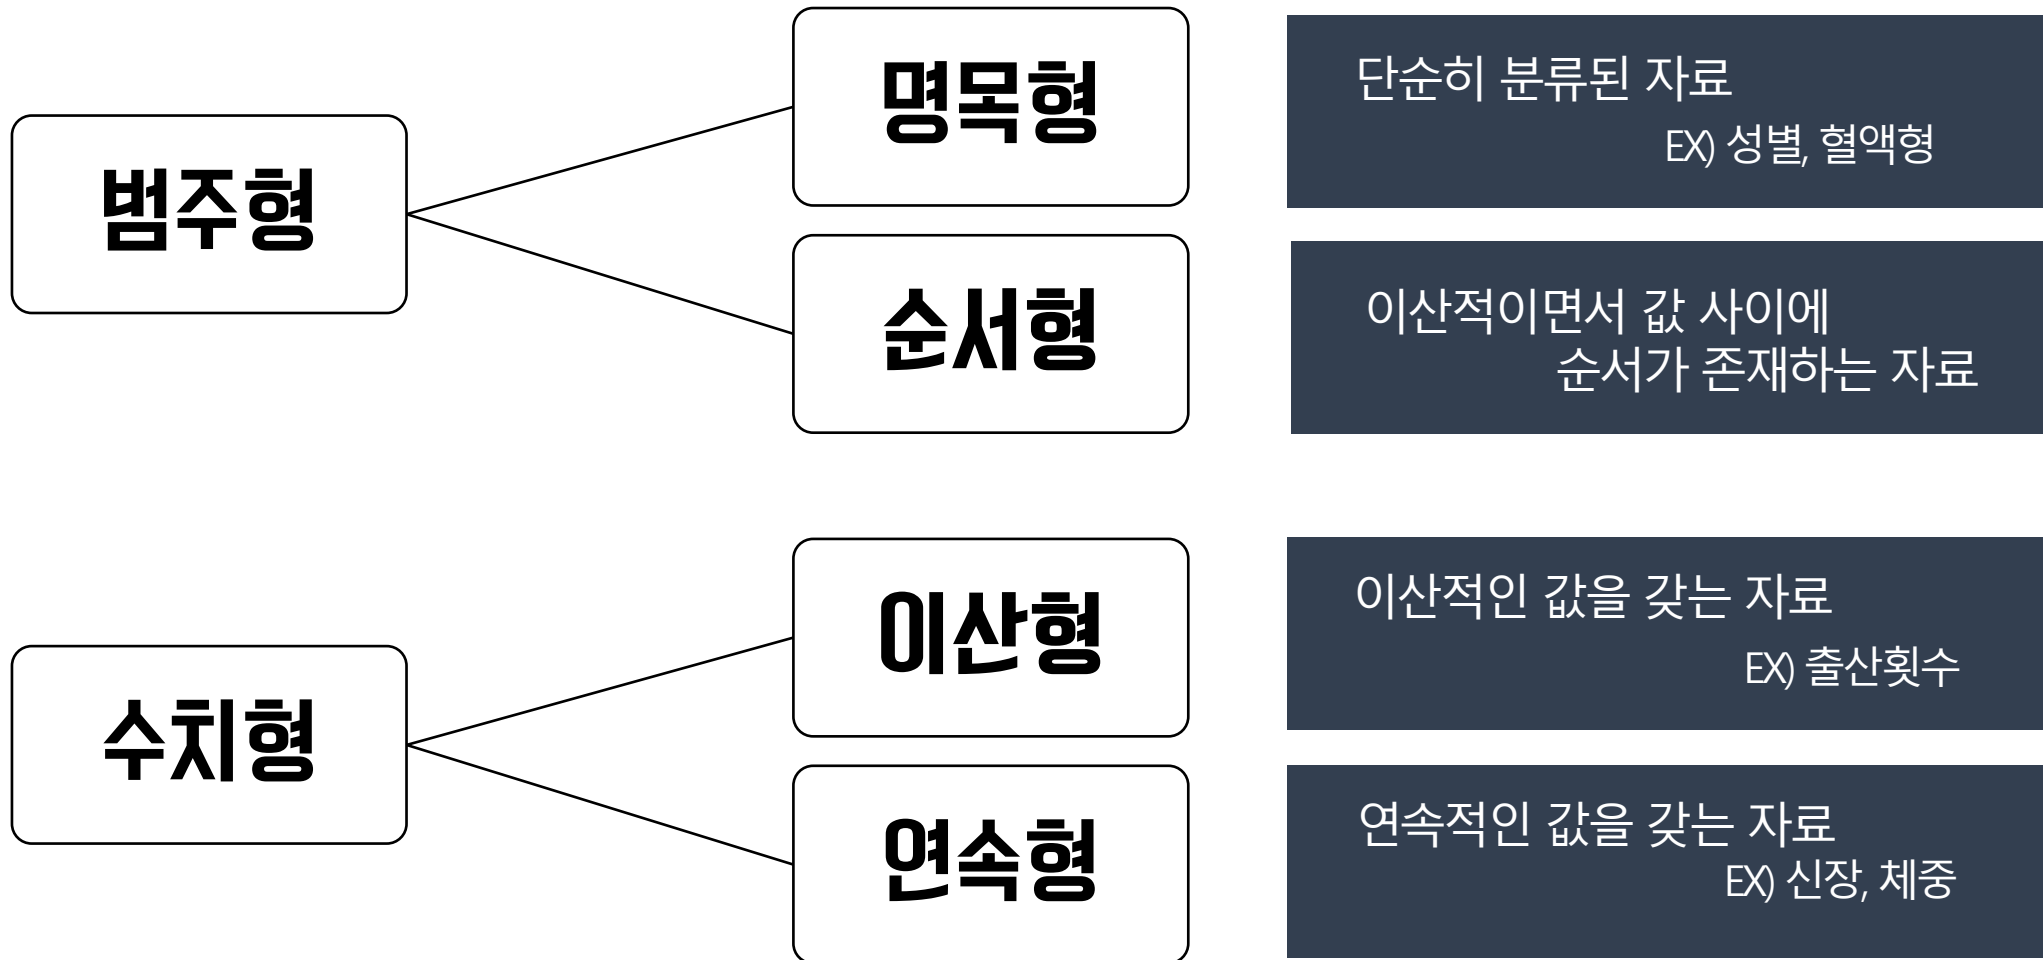 범주형
명목형
단순히 분류된 자료
EX) 성별, 혈액형
순서형
이산적이면서 값 사이에
순서가 존재하는 자료
수치형
이산형
이산적인 값을 갖는 자료
EX) 출산횟수
연속형
연속적인 값을 갖는 자료
EX) 신장, 체중